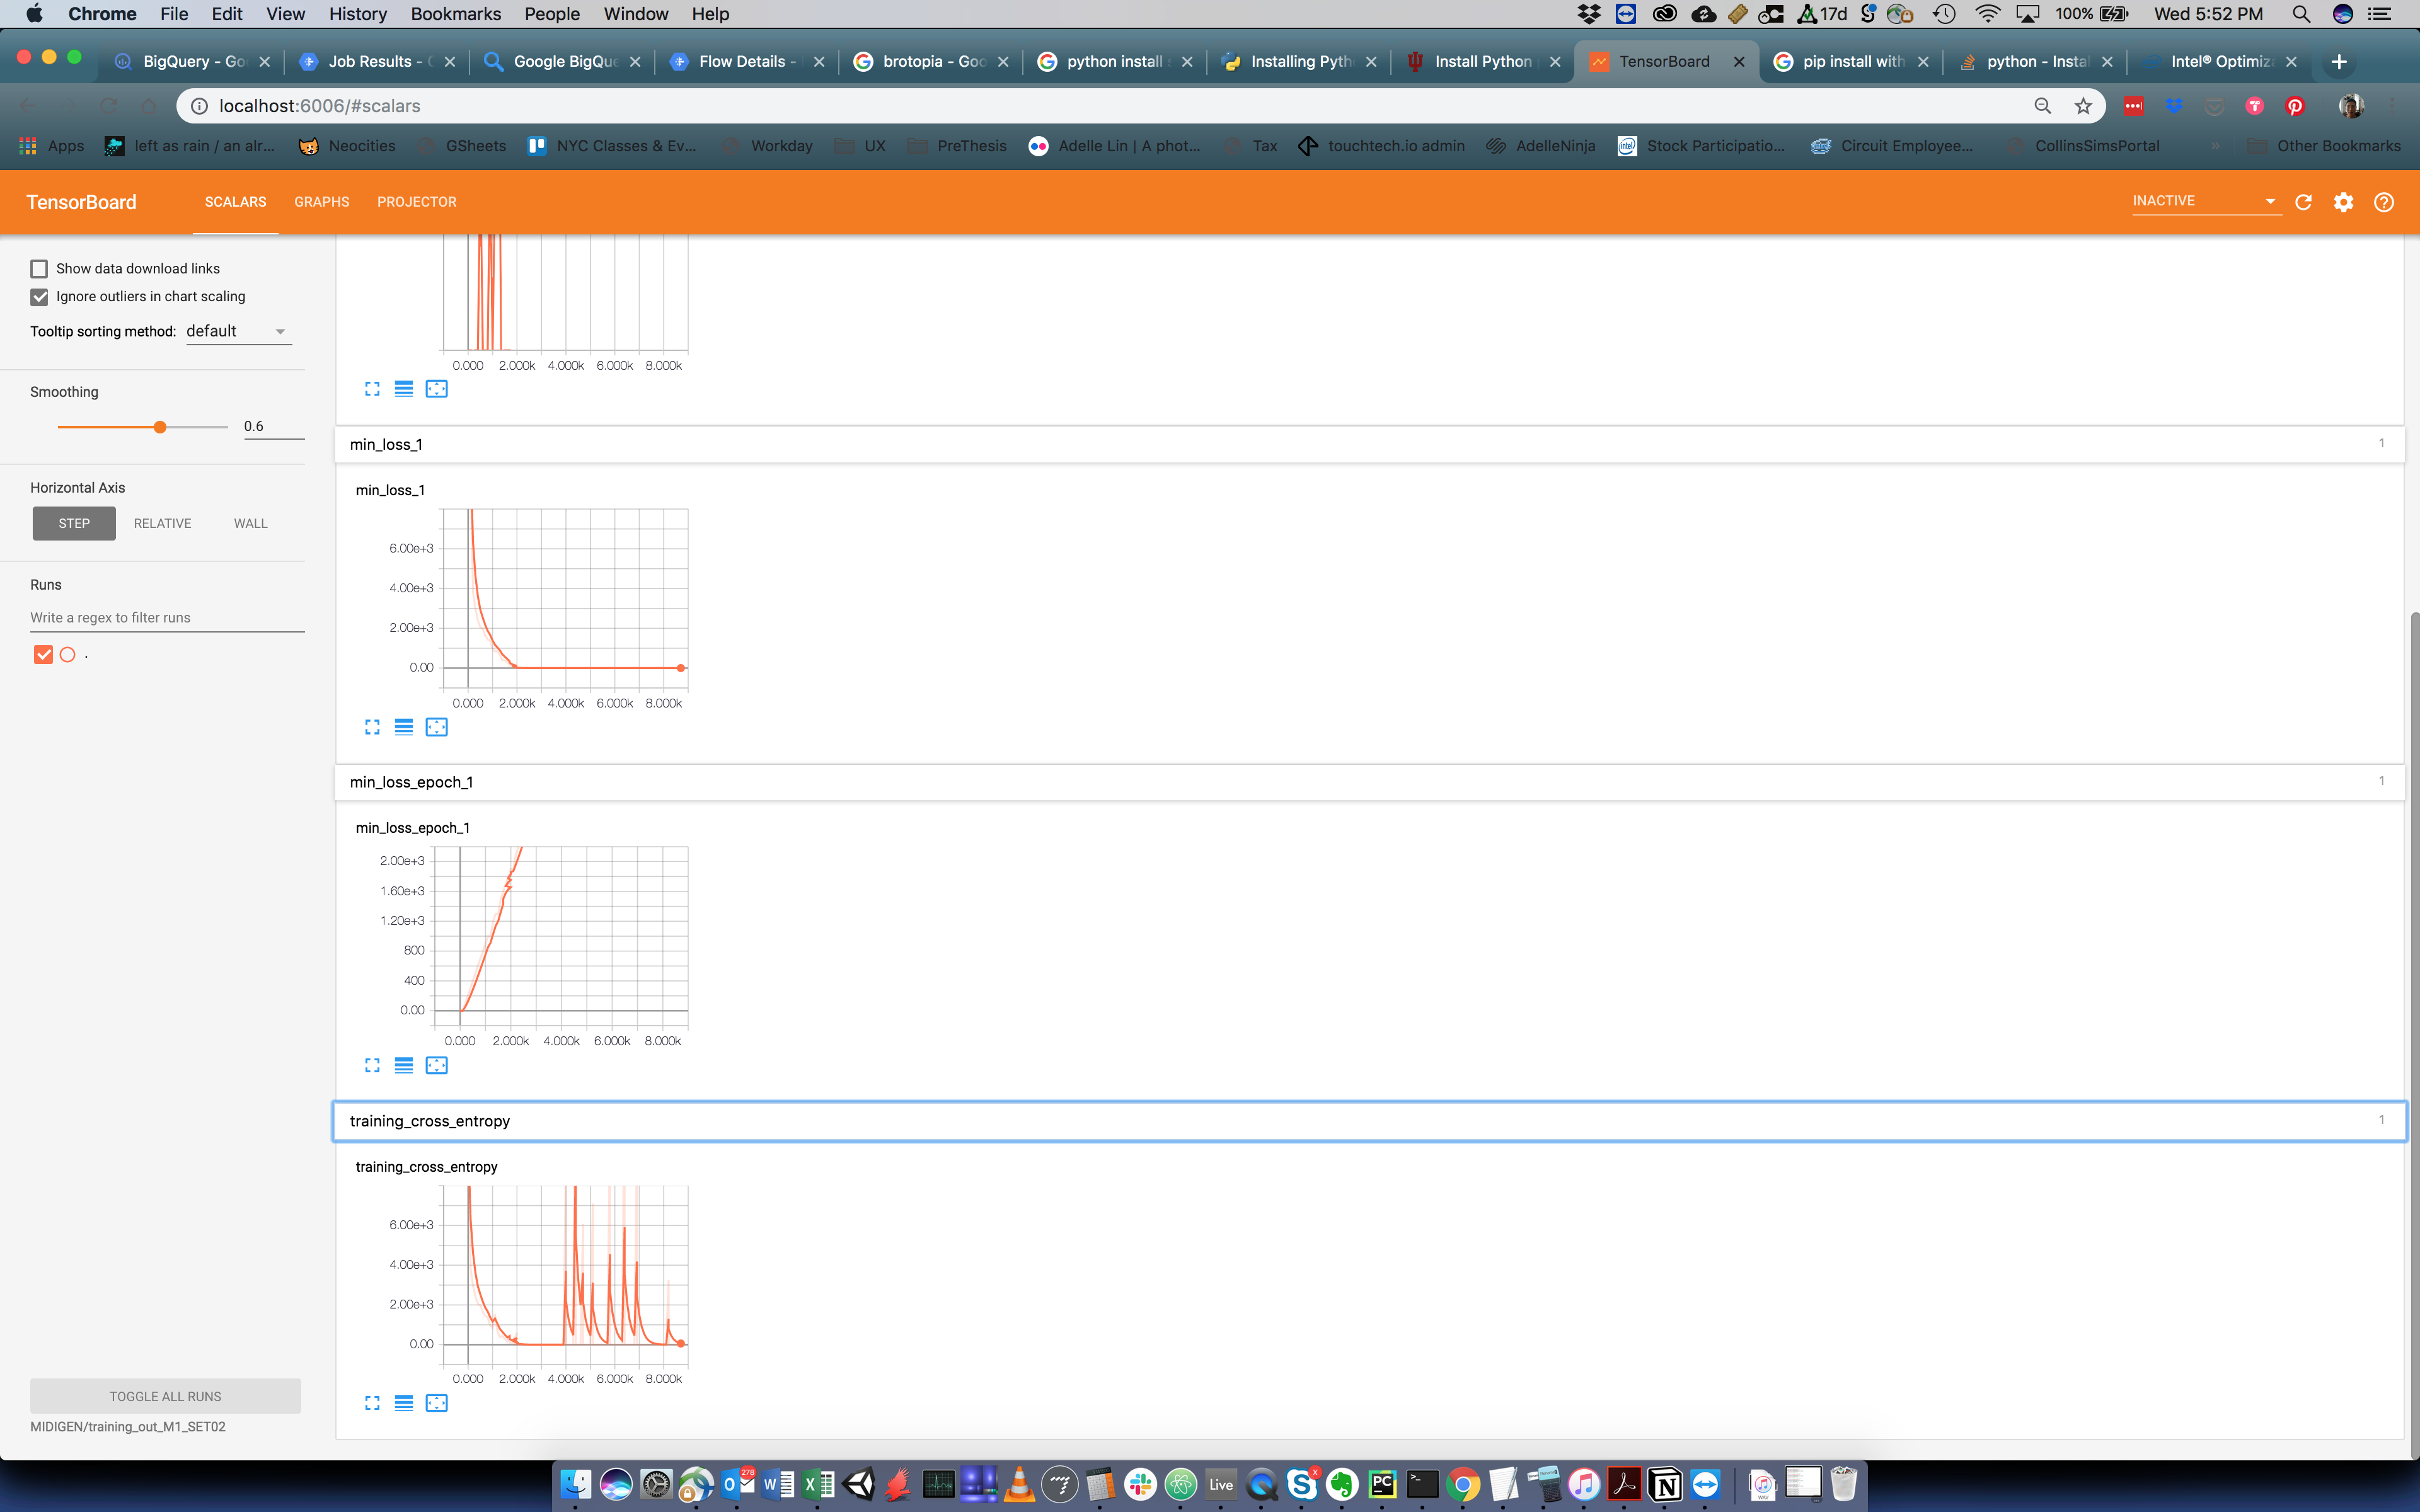 Chrome File Edit View History Bookmarks People Window Help 17d 100% Wed 5:52 PM
BigQuery - Go Job Results - Google BigQue Flow Details - brotopia - Goo python install Installing Pyth Install Python TensorBoard pip install with python - Instal Intel® Optimiz
localhost:6006/#scalars
Apps left as rain / an alr... Neocities GSheets NYC Classes & Ev... Workday UX PreThesis Adelle Lin | A phot... Tax touchtech.io admin AdelleNinja Stock Participatio... Circuit Employee... CollinsSimsPortal » Other Bookmarks
TensorBoard SCALARS GRAPHS PROJECTOR INACTIVE
Show data download links
Ignore outliers in chart scaling
Tooltip sorting method: default
Smoothing
0.6
Horizontal Axis
STEP RELATIVE WALL
Runs
Write a regex to filter runs
.
TOGGLE ALL RUNS
MIDIGEN/training_out_M1_SET02
0.000 2.000k 4.000k 6.000k 8.000k
min_loss_1 1
min_loss_1
6.00e+3
4.00e+3
2.00e+3
0.00
0.000 2.000k 4.000k 6.000k 8.000k
min_loss_epoch_1 1
min_loss_epoch_1
2.00e+3
1.60e+3
1.20e+3
800
400
0.00
0.000 2.000k 4.000k 6.000k 8.000k
training_cross_entropy 1
training_cross_entropy
6.00e+3
4.00e+3
2.00e+3
0.00
0.000 2.000k 4.000k 6.000k 8.000k
278
Live
PC